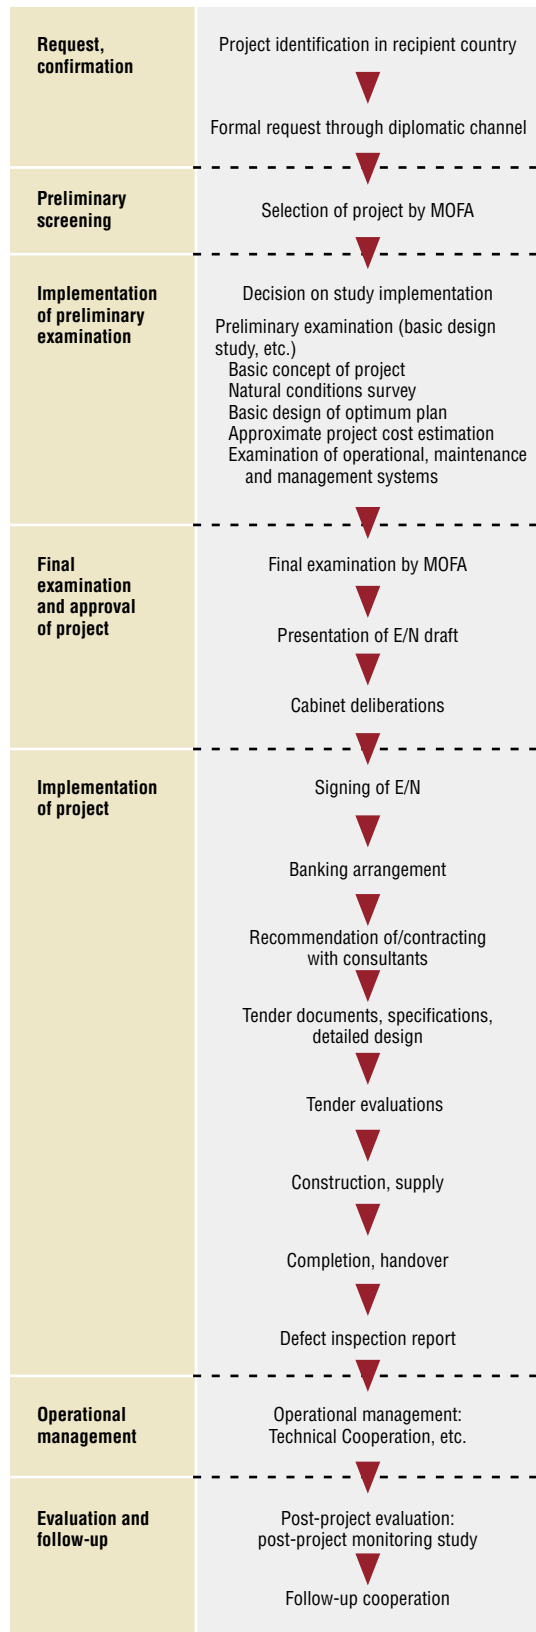 Request,
confirmation
Project identification in recipient country
Formal request through diplomatic channel
Preliminary
screening
Selection of project by MOFA
Implementation
of preliminary
examination
Decision on study implementation
Preliminary examination (basic design
study, etc.)
Basic concept of project
Natural conditions survey
Basic design of optimum plan
Approximate project cost estimation
Examination of operational, maintenance
and management systems
Final
examination
and approval
of project
Final examination by MOFA
Presentation of E/N draft
Cabinet deliberations
Implementation
of project
Signing of E/N
Banking arrangement
Recommendation of/contracting
with consultants
Tender documents, specifications,
detailed design
Tender evaluations
Construction, supply
Completion, handover
Defect inspection report
Operational
management
Operational management:
Technical Cooperation, etc.
Evaluation and
follow-up
Post-project evaluation:
post-project monitoring study
Follow-up cooperation